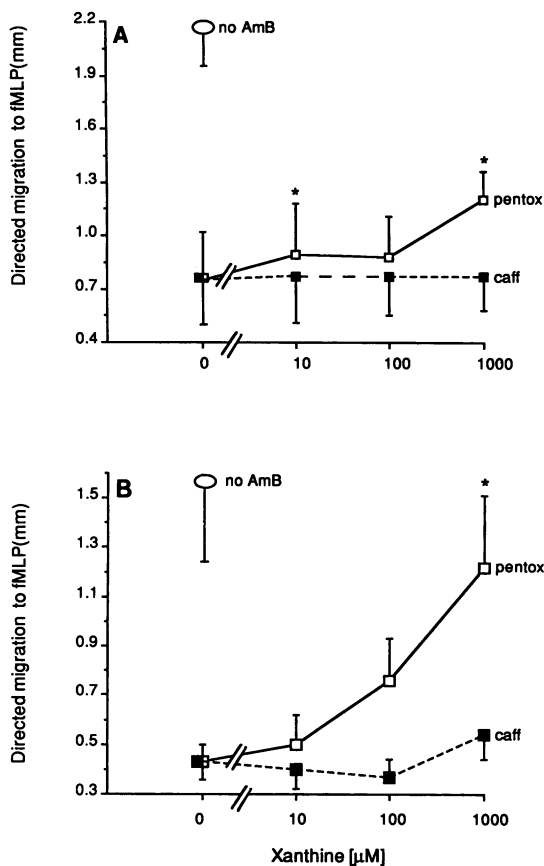 A
no AmB
Directed migration to fMLP(mm)
2.2
1.9
1.6
1.3
1.0
0.7
0.4
*
*
pentox
caff
0
10
100
1000
B
no AmB
Directed migration to fMLP(mm)
1.5
1.3
1.1
0.9
0.7
0.5
0.3
*
pentox
caff
0
10
100
1000
Xanthine [µM]